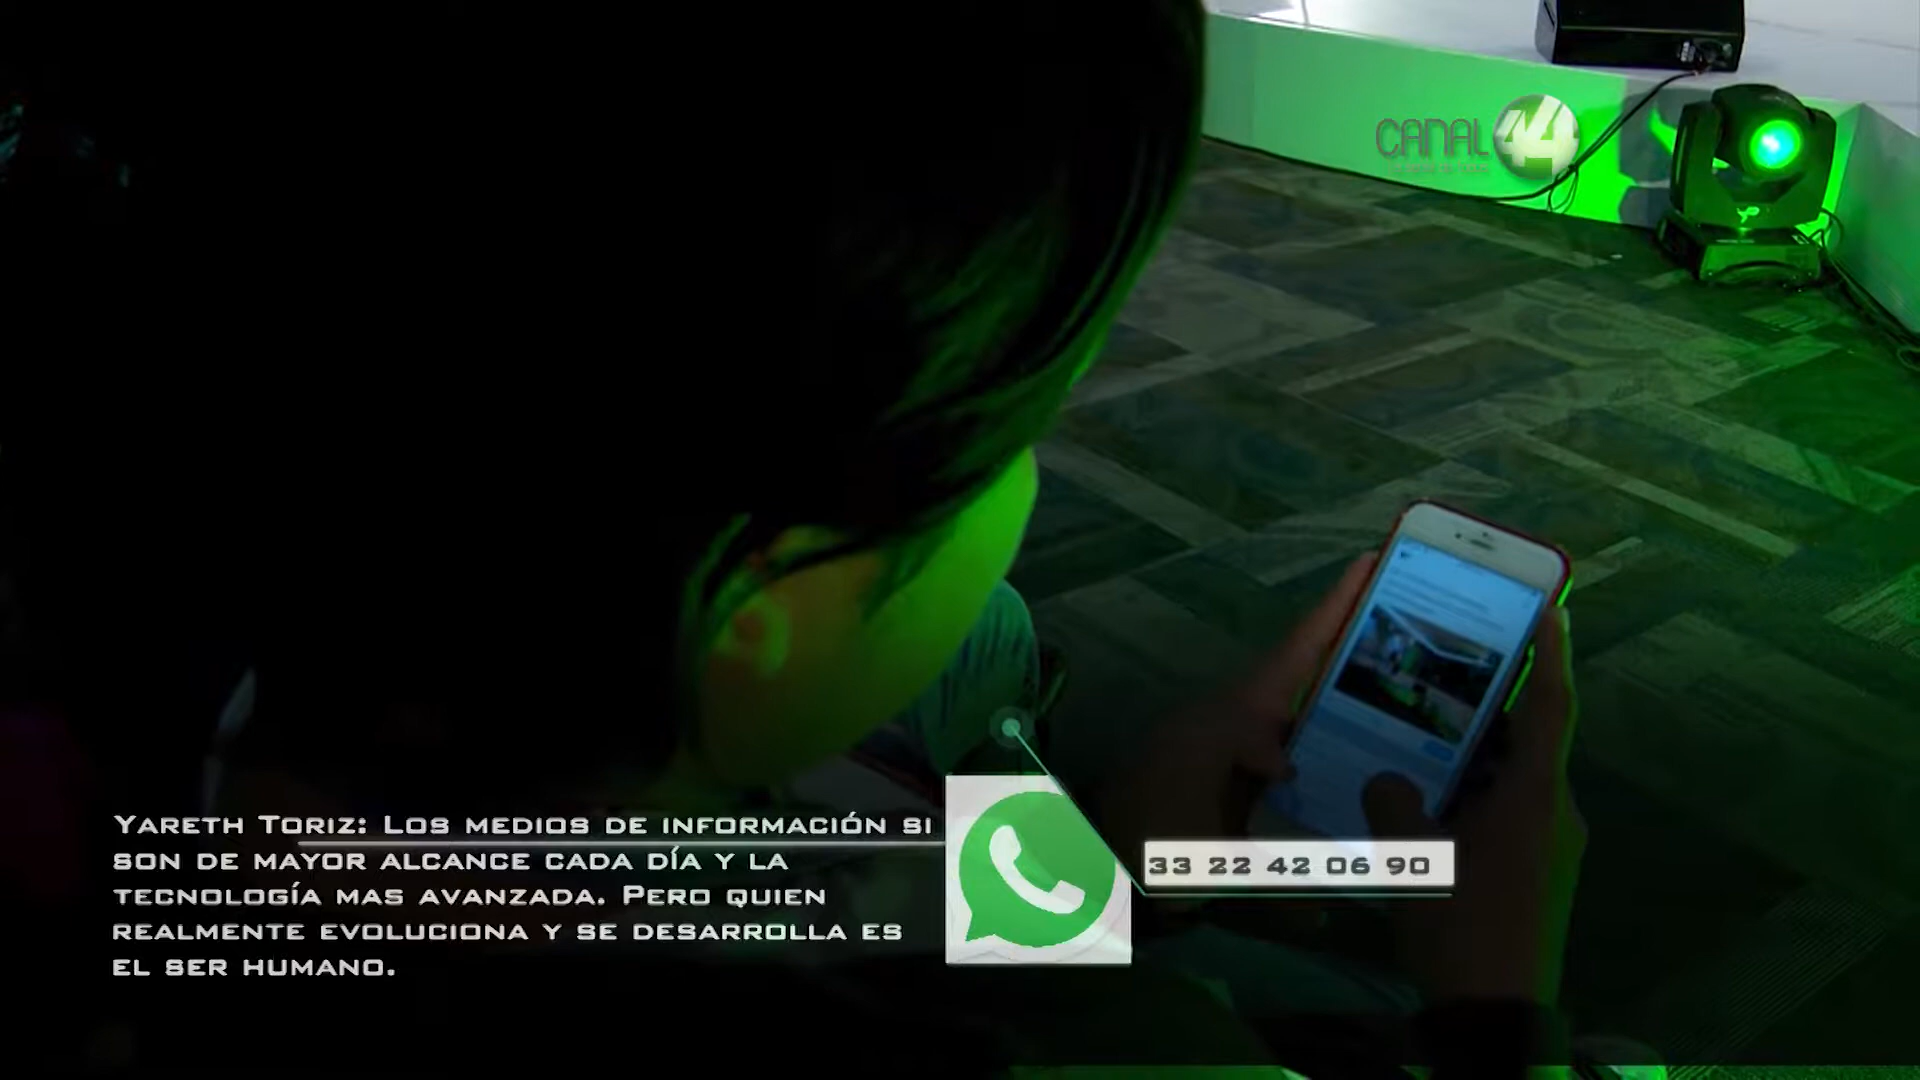 CANAL 44
Yareth Toriz: Los medios de información si
son de mayor alcance cada día y la
tecnología mas avanzada. Pero quien
realmente evoluciona y se desarrolla es
el ser humano.
33 22 42 06 90